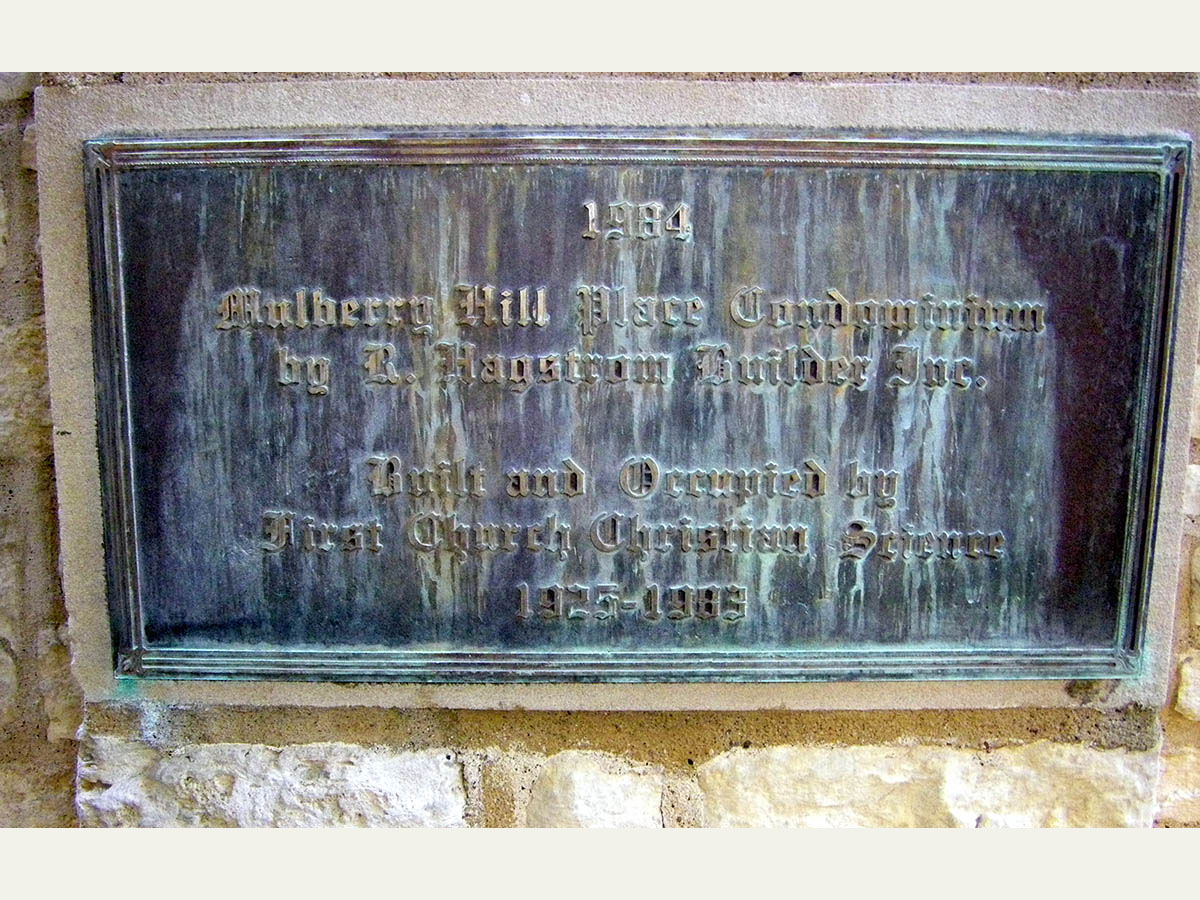 1984
Mulberry Hill Place Condominium
by R. Hagstrom Builder Inc.
Built and Occupied by
First Church Christian Science
1925-1983